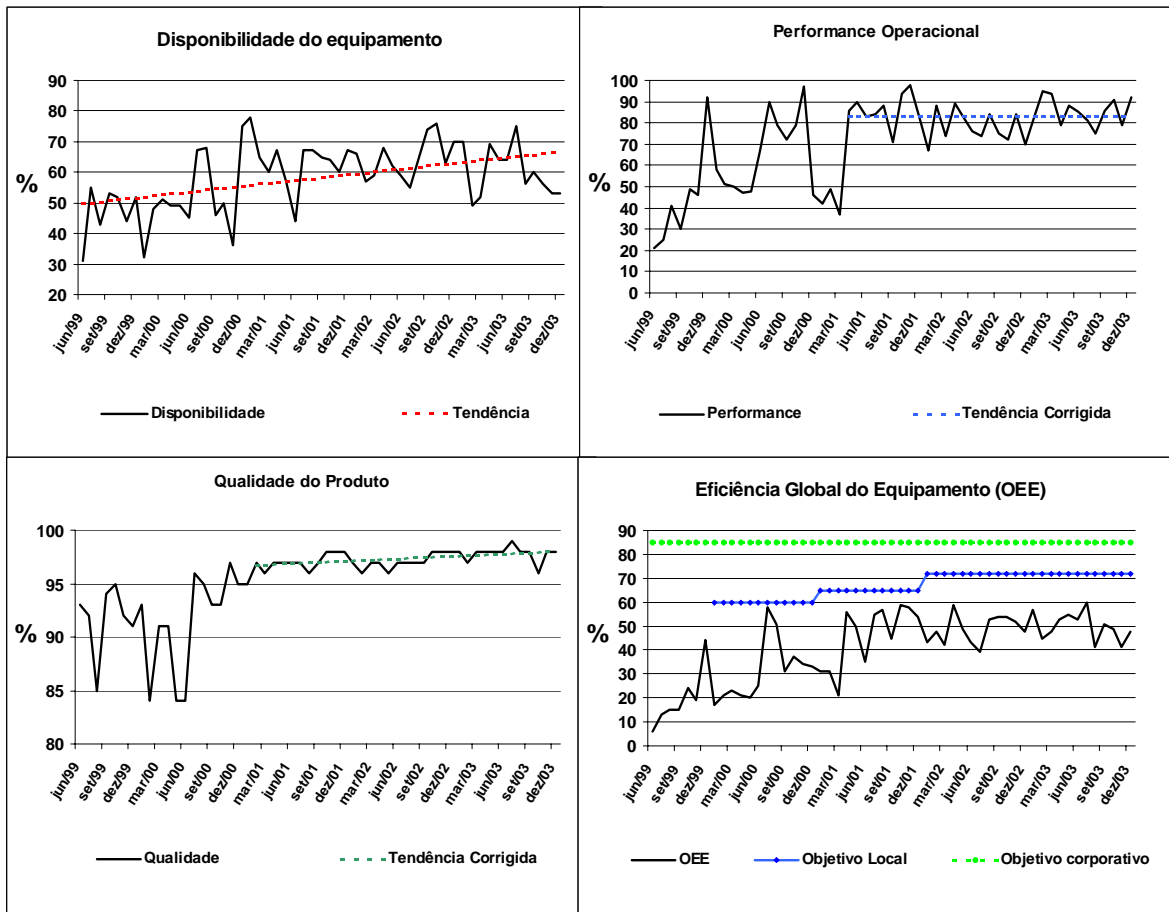 Disponibilidade do equipamento
90
80
70
60
50
40
30
20
%
jun/99
set/99
dez/99
mar/00
jun/00
set/00
dez/00
mar/01
jun/01
set/01
dez/01
mar/02
jun/02
set/02
dez/02
mar/03
jun/03
set/03
dez/03
Disponibilidade
Tendência
Performance Operacional
100
90
80
70
60
50
40
30
20
10
0
%
jun/99
set/99
dez/99
mar/00
jun/00
set/00
dez/00
mar/01
jun/01
set/01
dez/01
mar/02
jun/02
set/02
dez/02
mar/03
jun/03
set/03
dez/03
Performance
Tendência Corrigida
Qualidade do Produto
100
95
90
85
80
%
jun/99
set/99
dez/99
mar/00
jun/00
set/00
dez/00
mar/01
jun/01
set/01
dez/01
mar/02
jun/02
set/02
dez/02
mar/03
jun/03
set/03
dez/03
Qualidade
Tendência Corrigida
Eficiência Global do Equipamento (OEE)
90
80
70
60
50
40
30
20
10
0
%
jun/99
set/99
dez/99
mar/00
jun/00
set/00
dez/00
mar/01
jun/01
set/01
dez/01
mar/02
jun/02
set/02
dez/02
mar/03
jun/03
set/03
dez/03
OEE
Objetivo Local
Objetivo corporativo